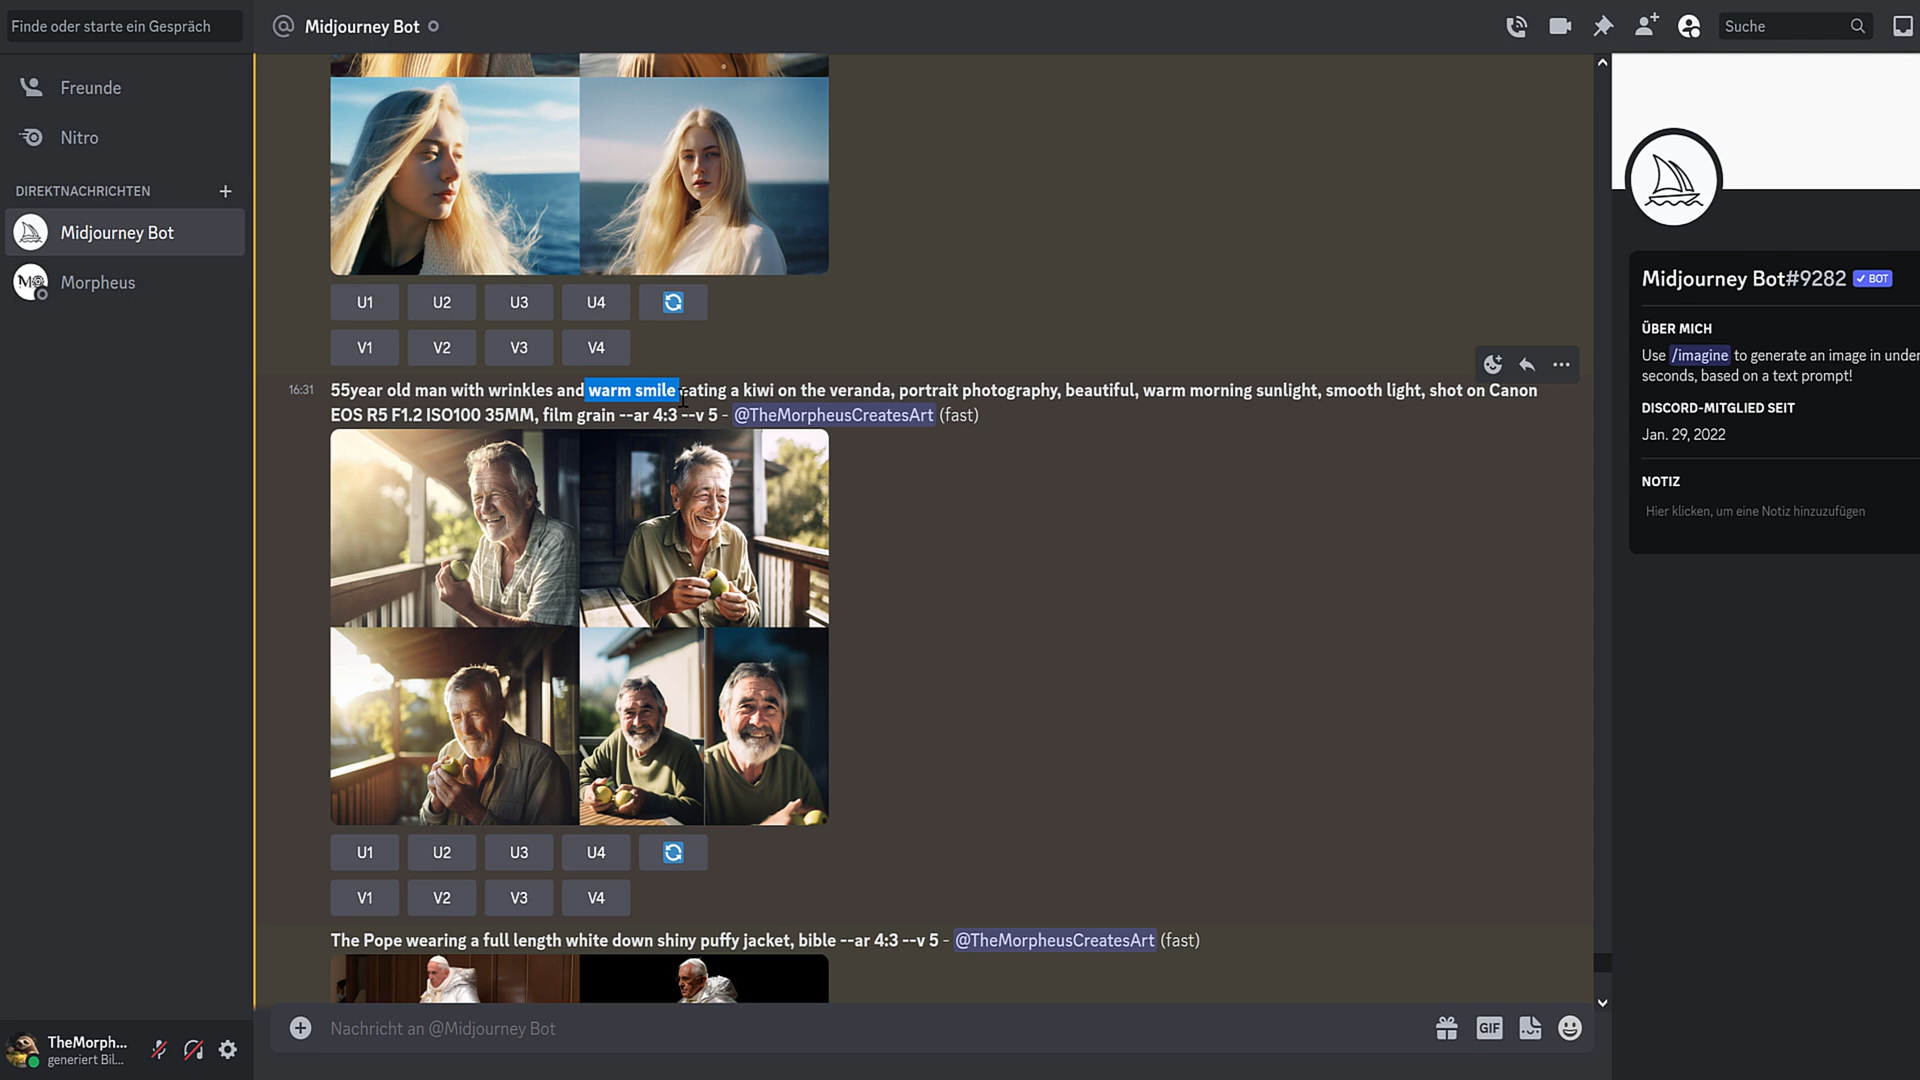 Finde oder starte ein Gespräch
Midjourney Bot
Suche
Freunde
Nitro
DIREKTNACHRICHTEN
Midjourney Bot
Morpheus
U1 U2 U3 U4
V1 V2 V3 V4
16:31 55year old man with wrinkles and warm smile eating a kiwi on the veranda, portrait photography, beautiful, warm morning sunlight, smooth light, shot on Canon
EOS R5 F1.2 ISO100 35MM, film grain --ar 4:3 --v 5 - @TheMorpheusCreatesArt (fast)
U1 U2 U3 U4
V1 V2 V3 V4
The Pope wearing a full length white down shiny puffy jacket, bible --ar 4:3 --v 5 - @TheMorpheusCreatesArt (fast)
Nachricht an @Midjourney Bot
GIF
TheMorph...
generiert Bil...
Midjourney Bot#9282 BOT
ÜBER MICH
Use /imagine to generate an image in under
seconds, based on a text prompt!
DISCORD-MITGLIED SEIT
Jan. 29, 2022
NOTIZ
Hier klicken, um eine Notiz hinzuzufügen